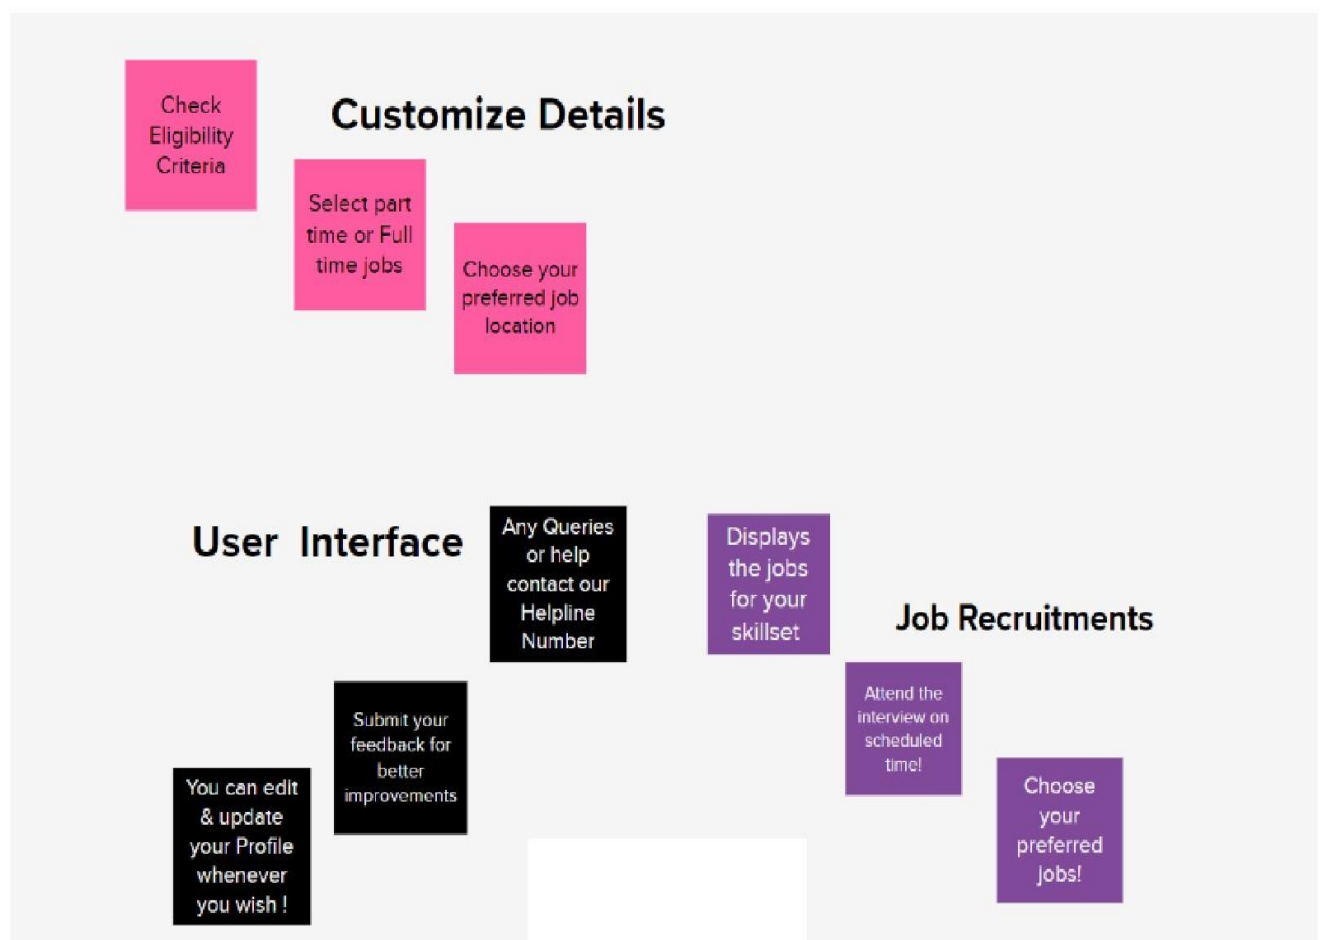 Check
Eligibility
Criteria
Customize Details
Select part
time or Full
time jobs
Choose your
preferred job
location
User Interface
Any Queries
or help
contact our
Helpline
Number
Submit your
feedback for
better
improvements
You can edit
& update
your Profile
whenever
you wish !
Displays
the jobs
for your
skillset
Job Recruitments
Attend the
interview on
scheduled
time!
Choose
your
preferred
jobs!